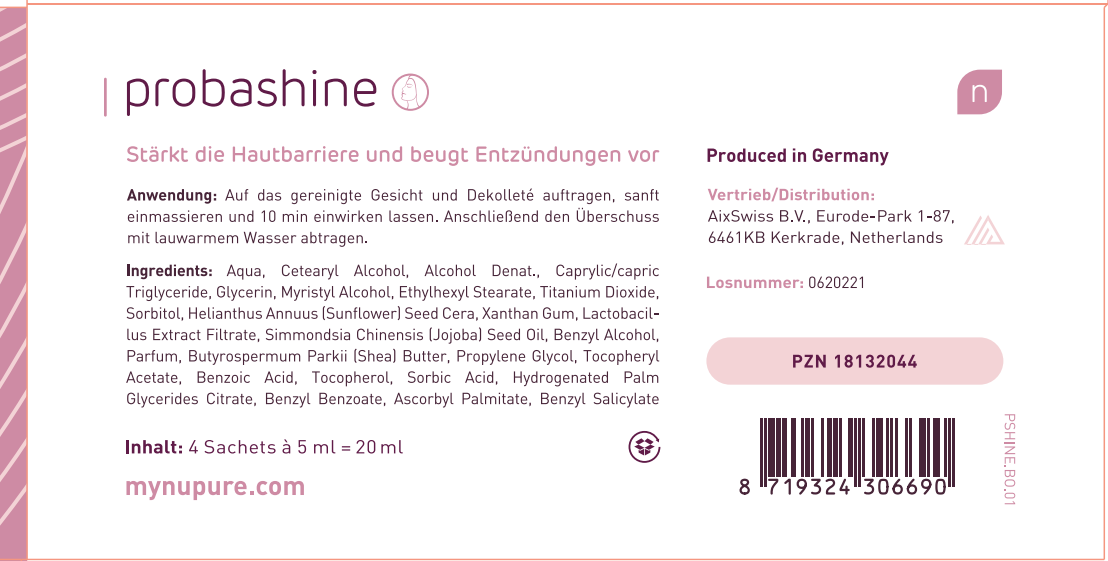 probashine
n
Stärkt die Hautbarriere und beugt Entzündungen vor
Anwendung: Auf das gereinigte Gesicht und Dekolleté auftragen, sanft
einmassieren und 10 min einwirken lassen. Anschließend den Überschuss
mit lauwarmem Wasser abtragen.
Ingredients: Aqua, Cetearyl Alcohol, Alcohol Denat., Caprylic/capric
Triglyceride, Glycerin, Myristyl Alcohol, Ethylhexyl Stearate, Titanium Dioxide,
Sorbitol, Helianthus Annuus (Sunflower) Seed Cera, Xanthan Gum, Lactobacil-
lus Extract Filtrate, Simmondsia Chinensis (Jojoba) Seed Oil, Benzyl Alcohol,
Parfum, Butyrospermum Parkii (Shea) Butter, Propylene Glycol, Tocopheryl
Acetate, Benzoic Acid, Tocopherol, Sorbic Acid, Hydrogenated Palm
Glycerides Citrate, Benzyl Benzoate, Ascorbyl Palmitate, Benzyl Salicylate
Inhalt: 4 Sachets à 5 ml = 20 ml
mynupure.com
Produced in Germany
Vertrieb/Distribution:
AixSwiss B.V., Eurode-Park 1-87,
6461KB Kerkrade, Netherlands
Losnummer: 0620221
PZN 18132044
8 719324 306690
PSHINE.BO.01